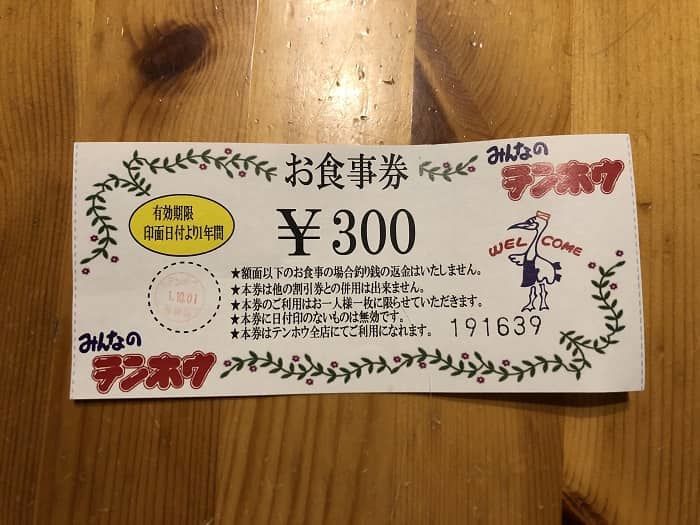 お食事券
みんなの
テンホウ
有効期限
印面日付より1年間
￥300
WELCOME
★額面以下のお食事の場合釣り銭の返金はいたしません。
★本券は他の割引券との併用は出来ません。
★本券のご利用はお一人様一枚に限らせていただきます。
★本券に日付印のないものは無効です。
★本券はテンホウ全店にてご利用になれます。
1.10.01
191639
みんなの
テンホウ